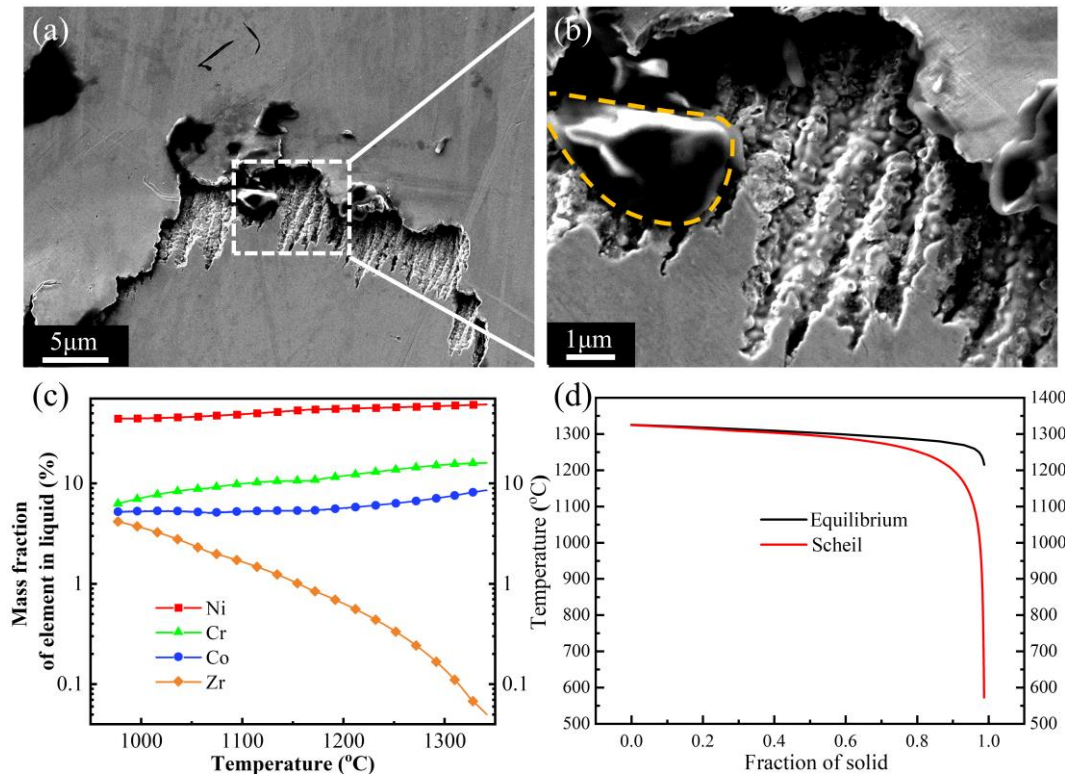 (a)
5μm
(b)
1μm
(c)
Mass fraction
of element in liquid (%)
10
1
0.1
10
1
0.1
Ni
Cr
Co
Zr
1000 1100 1200 1300
Temperature (°C)
(d)
Temperature (°C)
1400
1300
1200
1100
1000
900
800
700
600
500
1400
1300
1200
1100
1000
900
800
700
600
500
Equilibrium
Scheil
0.0 0.2 0.4 0.6 0.8 1.0
Fraction of solid